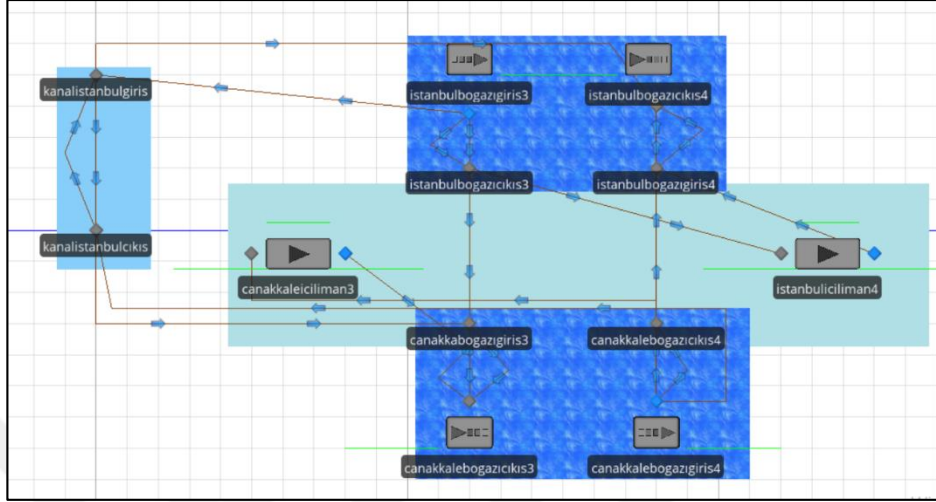 kanalistanbulgiris
istanbulbogazıgiris3
istanbulbogazıcıkıs4
istanbulbogazıcıkıs3
istanbulbogazıgiris4
kanalistanbulcıkıs
canakkaleiciliman3
istanbuliciliman4
canakkabogazıgiris3
canakkalebogazıcıkıs4
canakkalebogazıcıkıs3
canakkalebogazıgiris4